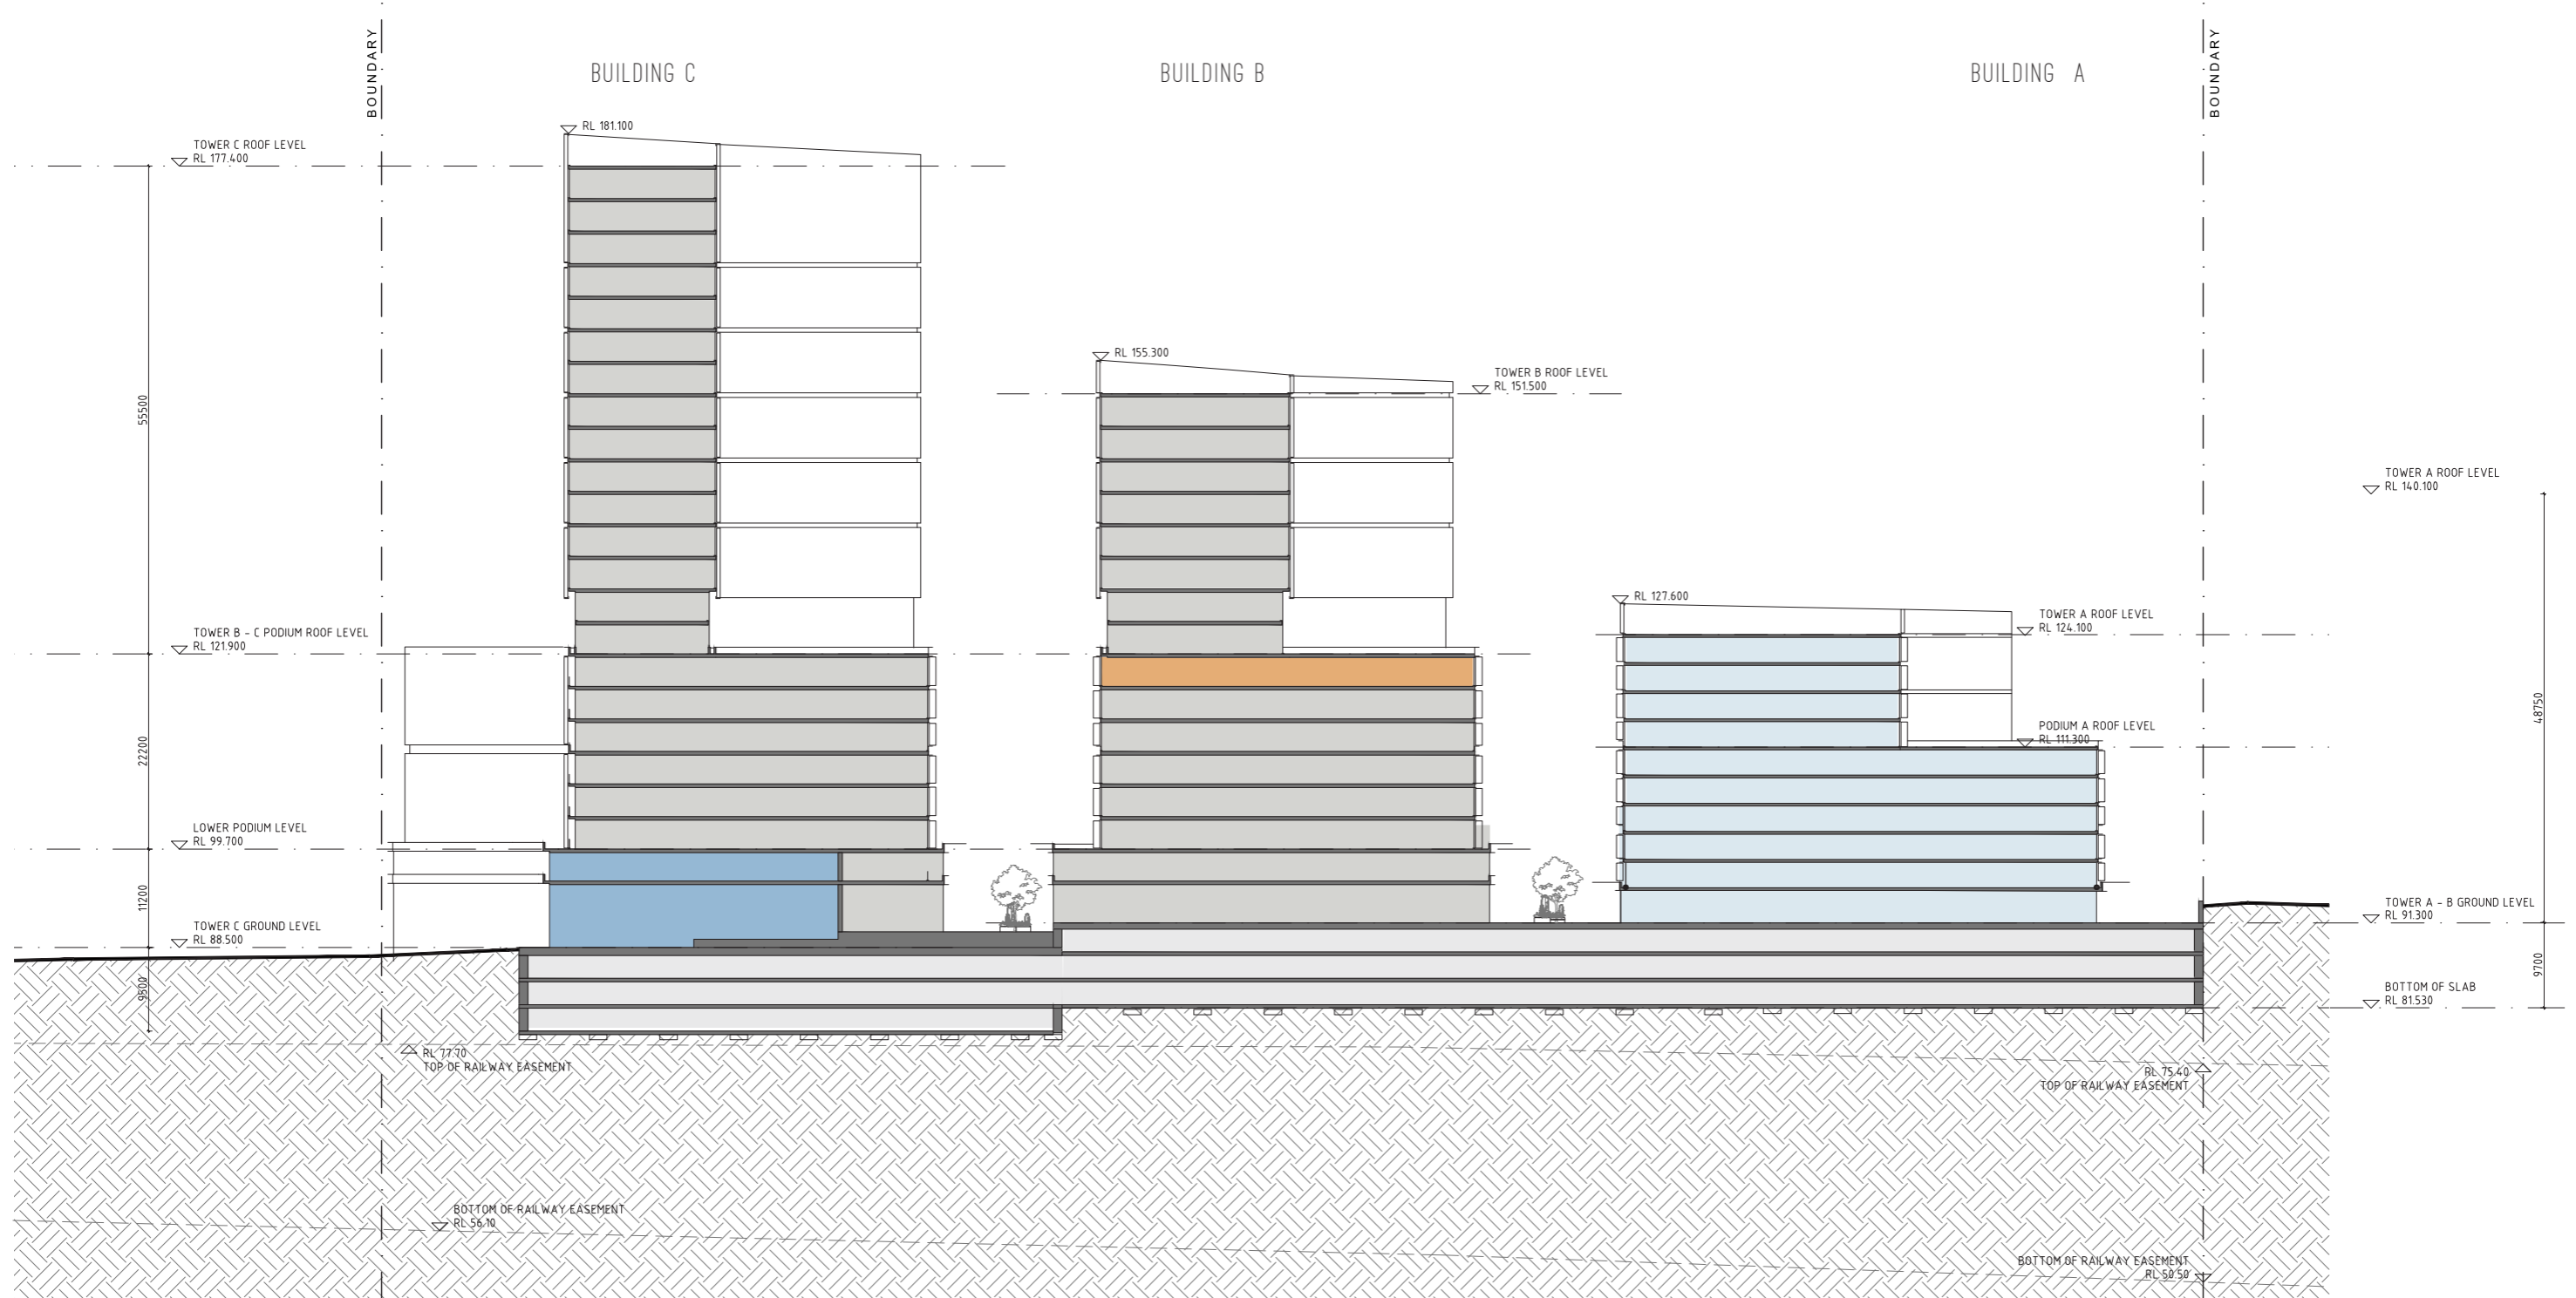 BOUNDARY
BUILDING C
BUILDING B
BUILDING A
BOUNDARY
RL 181.100
TOWER C ROOF LEVEL
RL 177.400
RL 155.300
TOWER B ROOF LEVEL
RL 151.500
55500
TOWER A ROOF LEVEL
RL 140.100
RL 127.600
TOWER A ROOF LEVEL
RL 124.100
TOWER B - C PODIUM ROOF LEVEL
RL 121.900
PODIUM A ROOF LEVEL
RL 111.300
48750
22200
LOWER PODIUM LEVEL
RL 99.700
11200
TOWER A - B GROUND LEVEL
RL 91.300
TOWER C GROUND LEVEL
RL 88.500
9700
BOTTOM OF SLAB
RL 81.530
RL 77.70
TOP OF RAILWAY EASEMENT
RL 75.40
TOP OF RAILWAY EASEMENT
BOTTOM OF RAILWAY EASEMENT
RL 56.10
BOTTOM OF RAILWAY EASEMENT
RL 50.50